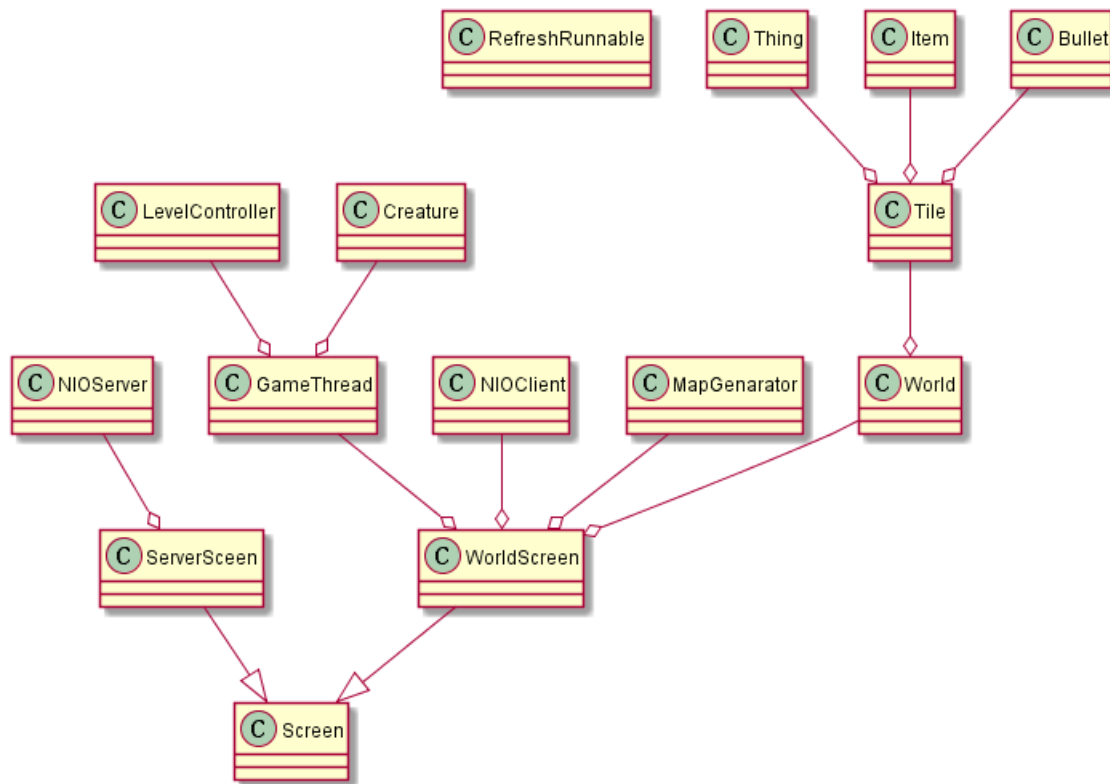 C RefreshRunnable
C Thing
C Item
C Bullet
C LevelController
C Creature
C Tile
C NIOServer
C GameThread
C NIOClient
C MapGenarator
C World
C ServerSceen
C WorldScreen
C Screen